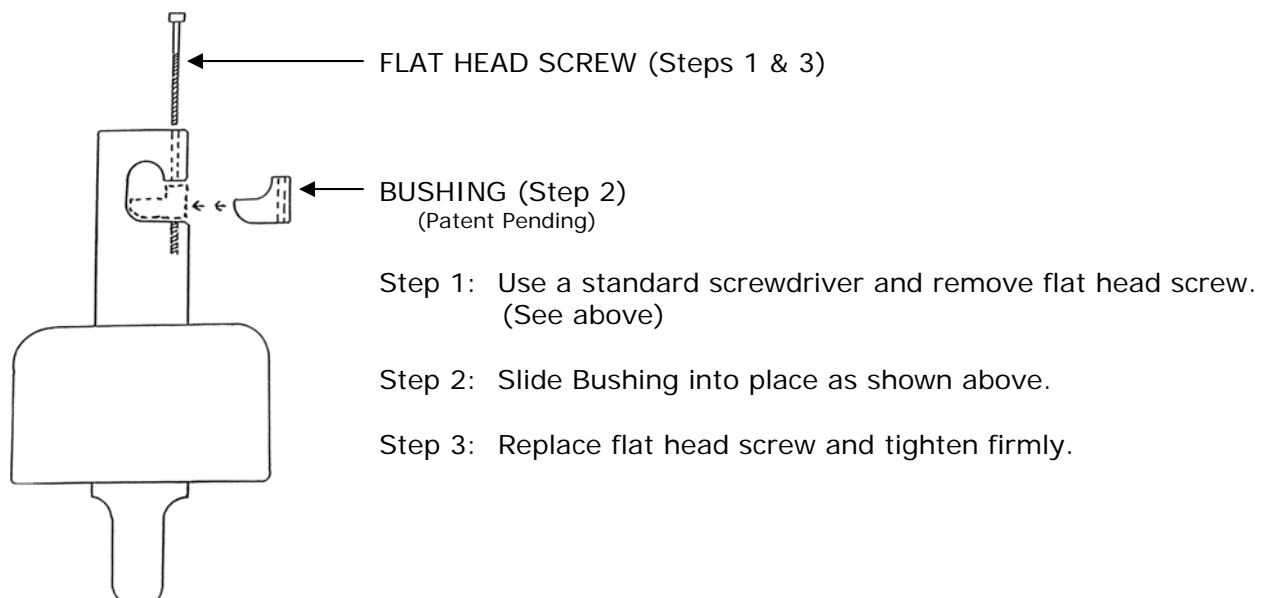 FLAT HEAD SCREW (Steps 1 & 3)
BUSHING (Step 2)
(Patent Pending)
Step 1: Use a standard screwdriver and remove flat head screw.
(See above)
Step 2: Slide Bushing into place as shown above.
Step 3: Replace flat head screw and tighten firmly.